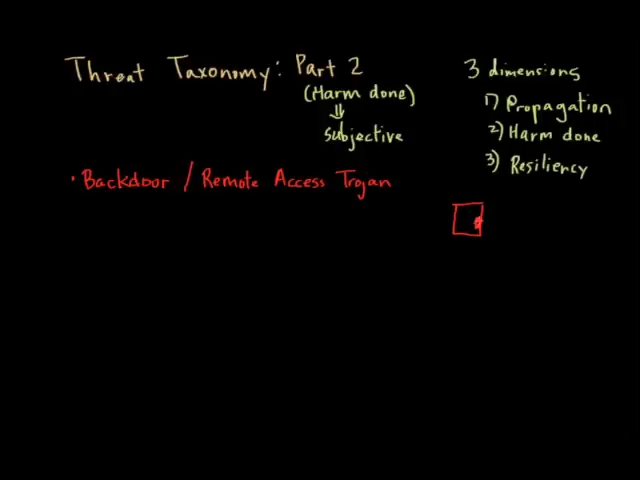 Threat Taxonomy: Part 2
(Harm done)
⇓
subjective
3 dimensions
1) Propagation
2) Harm done
3) Resiliency
• Backdoor / Remote Access Trojan